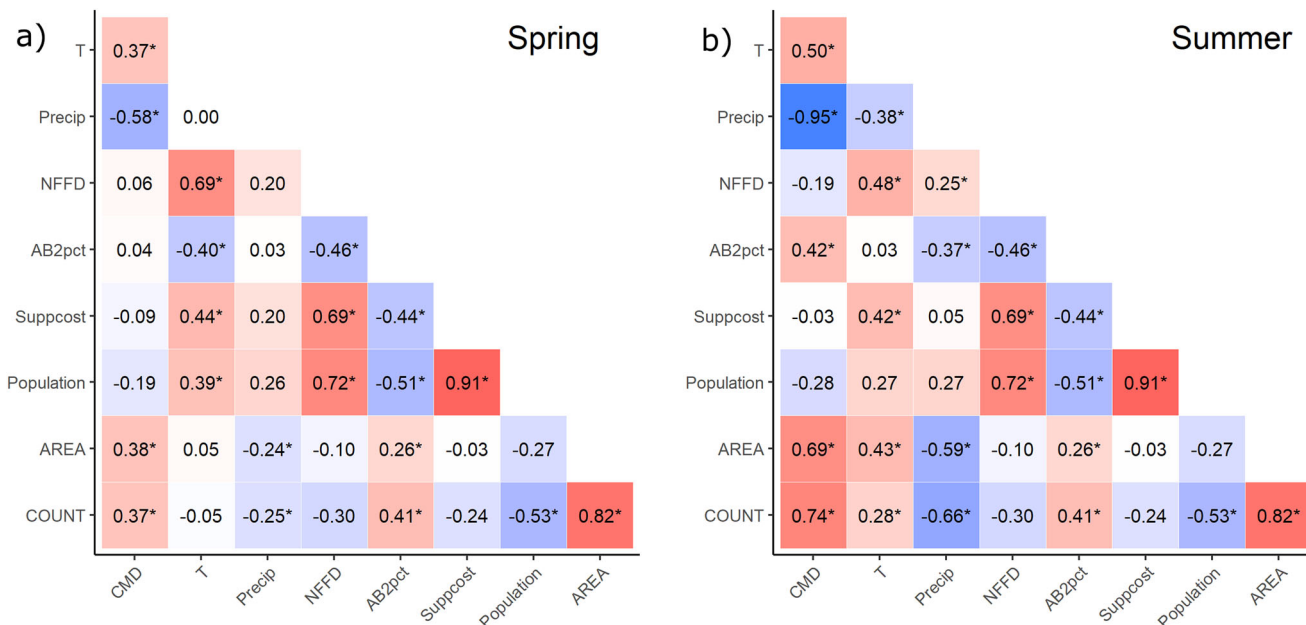 a) Spring
T 0.37*
Precip -0.58* 0.00
NFFD 0.06 0.69* 0.20
AB2pct 0.04 -0.40* 0.03 -0.46*
Suppcost -0.09 0.44* 0.20 0.69* -0.44*
Population -0.19 0.39* 0.26 0.72* -0.51* 0.91*
AREA 0.38* 0.05 -0.24* -0.10 0.26* -0.03 -0.27
COUNT 0.37* -0.05 -0.25* -0.30 0.41* -0.24 -0.53* 0.82*
CMD T Precip NFFD AB2pct Suppcost Population AREA
b) Summer
T 0.50*
Precip -0.95* -0.38*
NFFD -0.19 0.48* 0.25*
AB2pct 0.42* 0.03 -0.37* -0.46*
Suppcost -0.03 0.42* 0.05 0.69* -0.44*
Population -0.28 0.27 0.27 0.72* -0.51* 0.91*
AREA 0.69* 0.43* -0.59* -0.10 0.26* -0.03 -0.27
COUNT 0.74* 0.28* -0.66* -0.30 0.41* -0.24 -0.53* 0.82*
CMD T Precip NFFD AB2pct Suppcost Population AREA